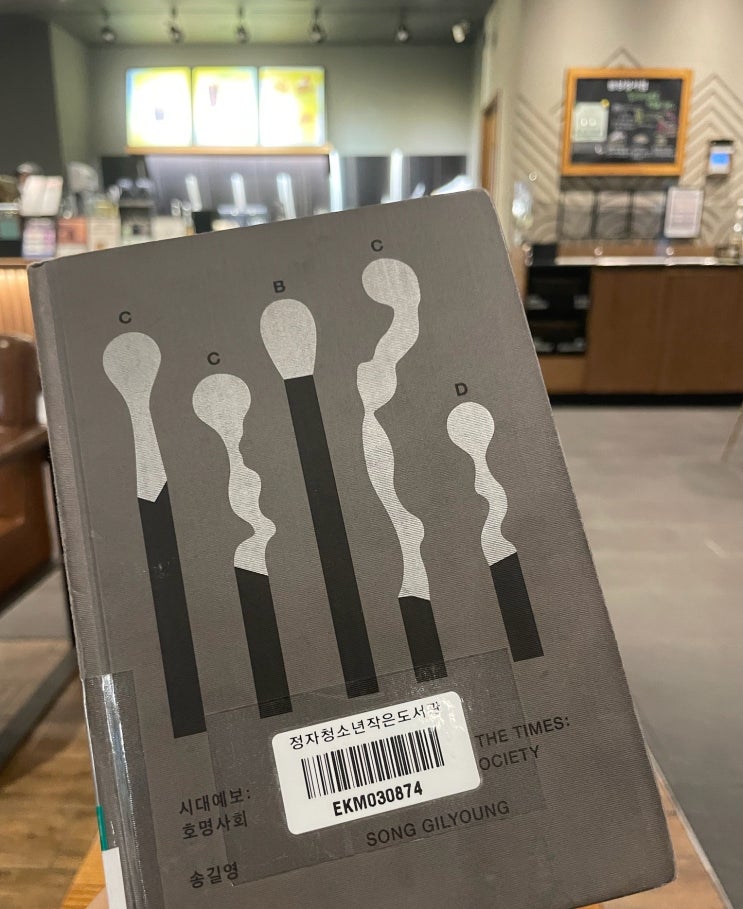 C
C
B
C
D
정자청소년작은도서관
EKM030874
THE TIMES:
OCIETY
시대예보:
호명사회
SONG GILYOUNG
송길영